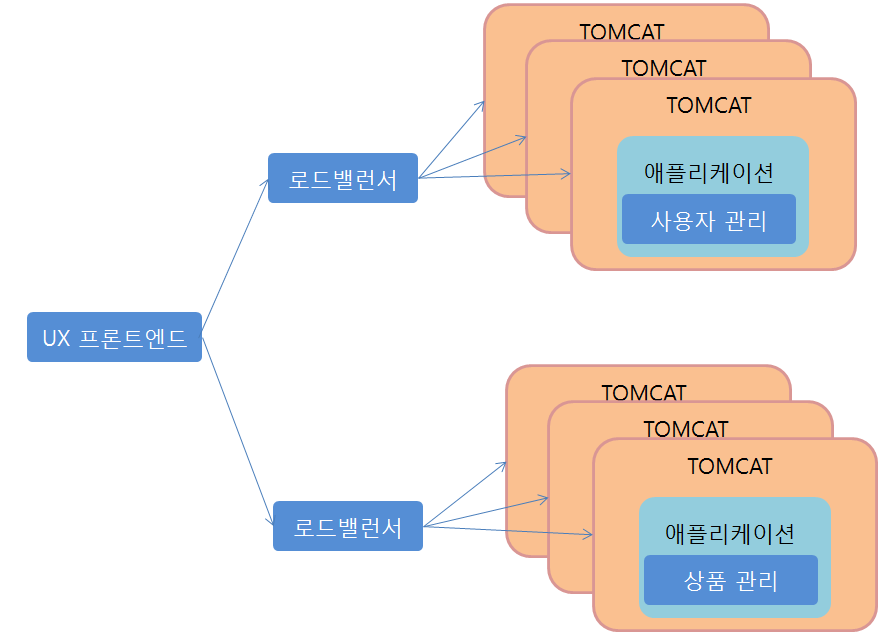 TOMCAT
TOMCAT
TOMCAT
애플리케이션
사용자 관리
로드밸런서
UX 프론트엔드
TOMCAT
TOMCAT
TOMCAT
애플리케이션
상품 관리
로드밸런서